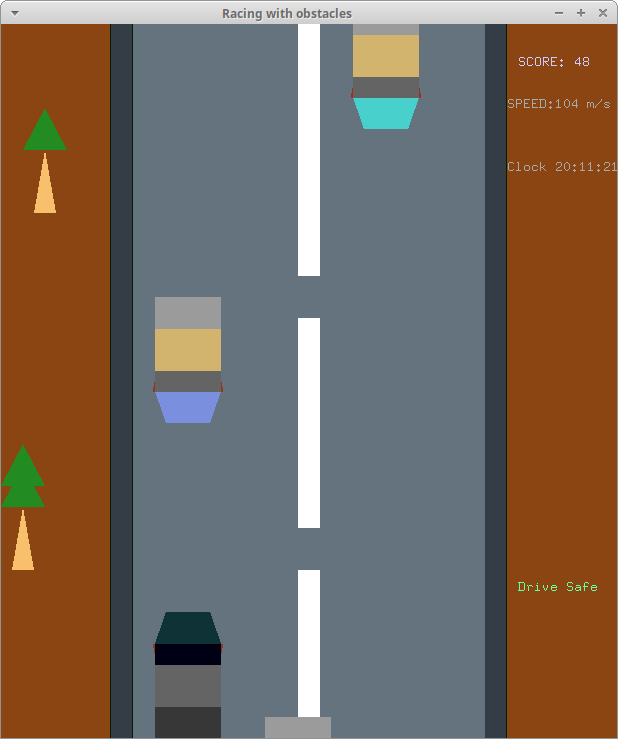 Racing with obstacles
SCORE: 48
SPEED:104 m/s
Clock 20:11:21
Drive Safe